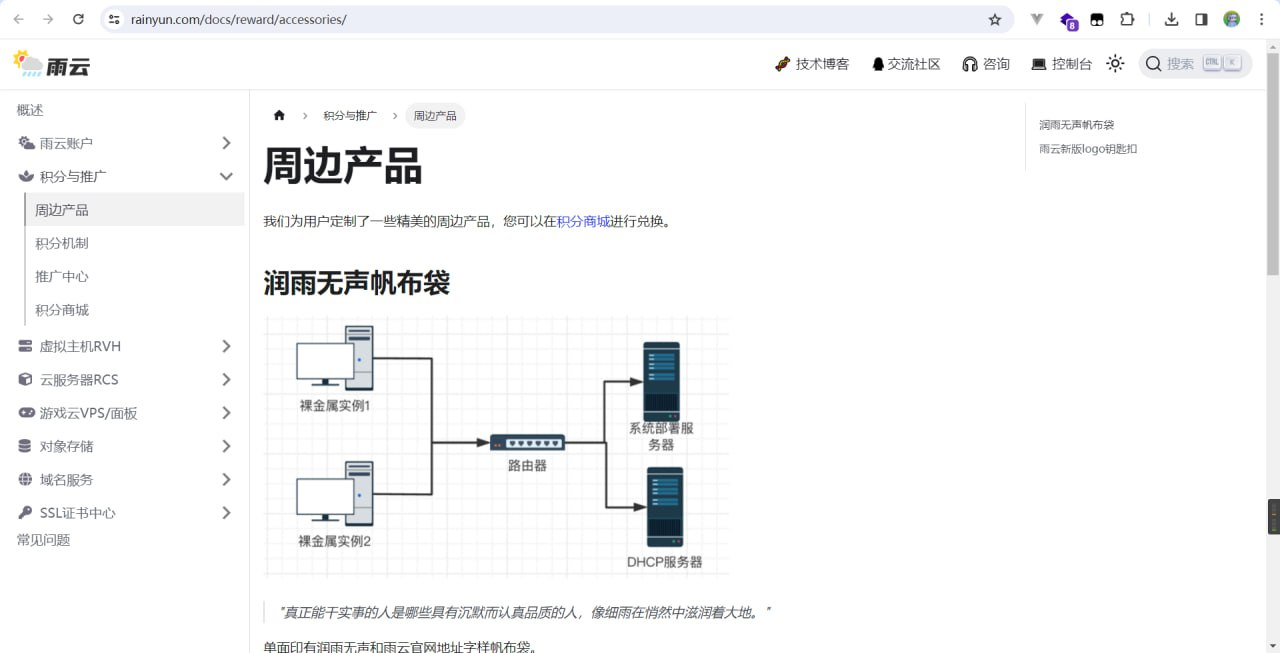 rainyun.com/docs/reward/accessories/
8
雨云
技术博客
交流社区
咨询
控制台
搜索
CTRL
K
概述
雨云账户
积分与推广
周边产品
积分机制
推广中心
积分商城
虚拟主机RVH
云服务器RCS
游戏云VPS/面板
对象存储
域名服务
SSL证书中心
常见问题
积分与推广
周边产品
周边产品
我们为用户定制了一些精美的周边产品，您可以在积分商城进行兑换。
润雨无声帆布袋
裸金属实例1
裸金属实例2
路由器
系统部署服
务器
DHCP服务器
"真正能干实事的人是哪些具有沉默而认真品质的人，像细雨在悄然中滋润着大地。"
单面印有润雨无声和雨云官网地址字样帆布袋。
润雨无声帆布袋
雨云新版logo钥匙扣